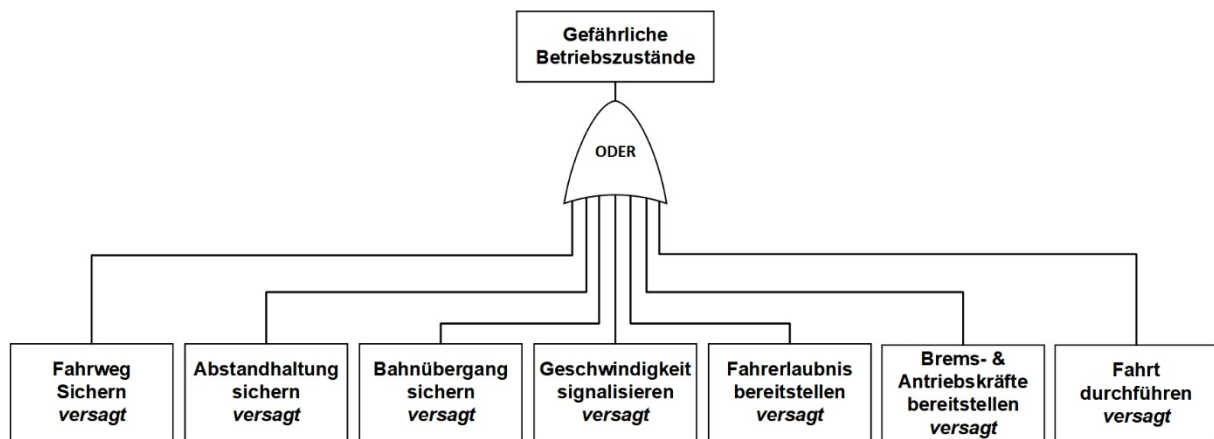 Gefährliche
Betriebszustände
ODER
Fahrweg
Sichern
versagt
Abstandhaltung
sichern
versagt
Bahnübergang
sichern
versagt
Geschwindigkeit
signalisieren
versagt
Fahrerlaubnis
bereitstellen
versagt
Brems- &
Antriebskräfte
bereitstellen
versagt
Fahrt
durchführen
versagt